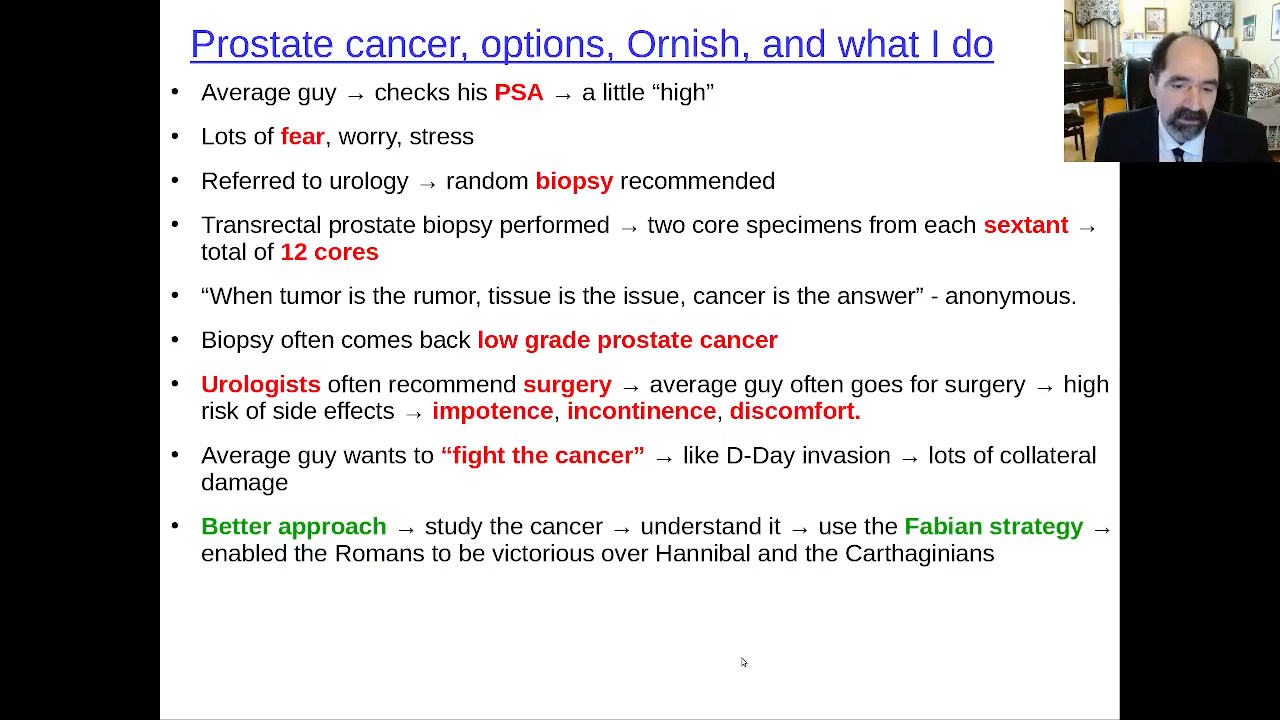 Prostate cancer, options, Ornish, and what I do
• Average guy → checks his PSA → a little “high”
• Lots of fear, worry, stress
• Referred to urology → random biopsy recommended
• Transrectal prostate biopsy performed → two core specimens from each sextant →
total of 12 cores
• “When tumor is the rumor, tissue is the issue, cancer is the answer” - anonymous.
• Biopsy often comes back low grade prostate cancer
• Urologists often recommend surgery → average guy often goes for surgery → high
risk of side effects → impotence, incontinence, discomfort.
• Average guy wants to “fight the cancer” → like D-Day invasion → lots of collateral
damage
• Better approach → study the cancer → understand it → use the Fabian strategy →
enabled the Romans to be victorious over Hannibal and the Carthaginians